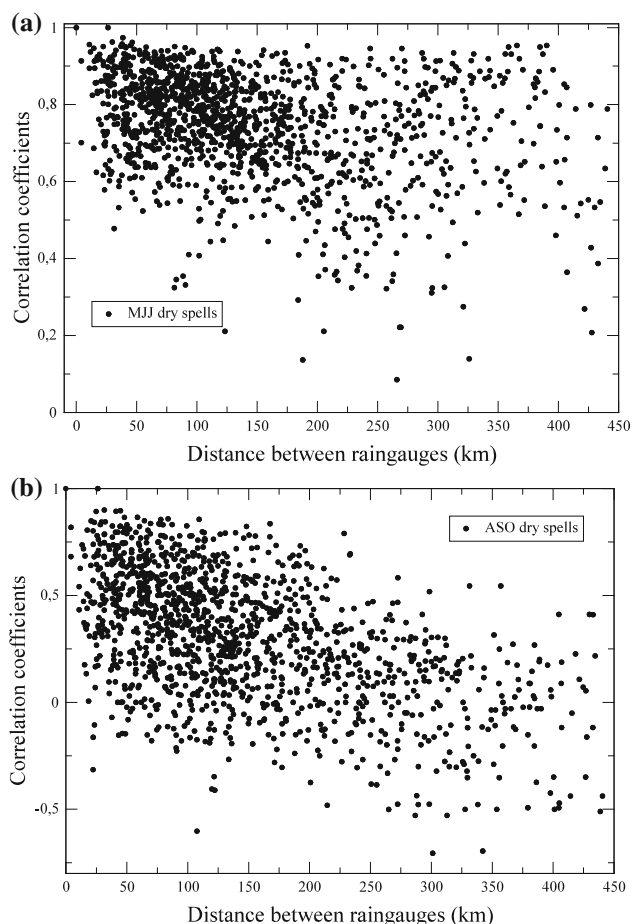 (a)
1
0,8
0,6
0,4
0,2
0
Correlation coefficients
MJJ dry spells
0 50 100 150 200 250 300 350 400 450
Distance between raingauges (km)
(b)
1
0,5
0
-0,5
Correlation coefficients
ASO dry spells
0 50 100 150 200 250 300 350 400 450
Distance between raingauges (km)